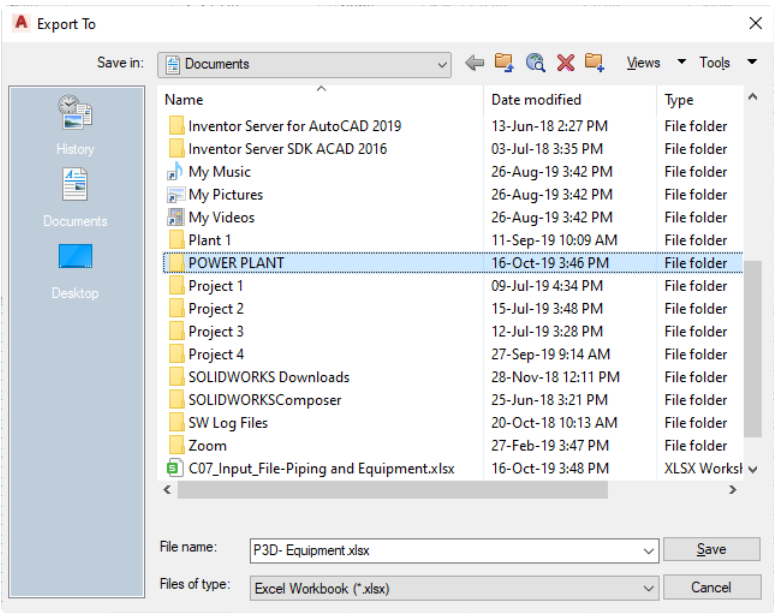 Export To
Save in: Documents Views Tools
History
Documents
Desktop
Name Date modified Type
Inventor Server for AutoCAD 2019 13-Jun-18 2:27 PM File folder
Inventor Server SDK ACAD 2016 03-Jul-18 3:35 PM File folder
My Music 26-Aug-19 3:42 PM File folder
My Pictures 26-Aug-19 3:42 PM File folder
My Videos 26-Aug-19 3:42 PM File folder
Plant 1 11-Sep-19 10:09 AM File folder
POWER PLANT 16-Oct-19 3:46 PM File folder
Project 1 09-Jul-19 4:34 PM File folder
Project 2 15-Jul-19 3:48 PM File folder
Project 3 12-Jul-19 3:28 PM File folder
Project 4 27-Sep-19 9:14 AM File folder
SOLIDWORKS Downloads 28-Nov-18 12:11 PM File folder
SOLIDWORKSComposer 25-Jun-18 3:21 PM File folder
SW Log Files 20-Oct-18 10:13 AM File folder
Zoom 27-Feb-19 3:47 PM File folder
C07_Input_File-Piping and Equipment.xlsx 16-Oct-19 3:48 PM XLSX Works
File name: P3D- Equipment.xlsx Save
Files of type: Excel Workbook (*.xlsx) Cancel